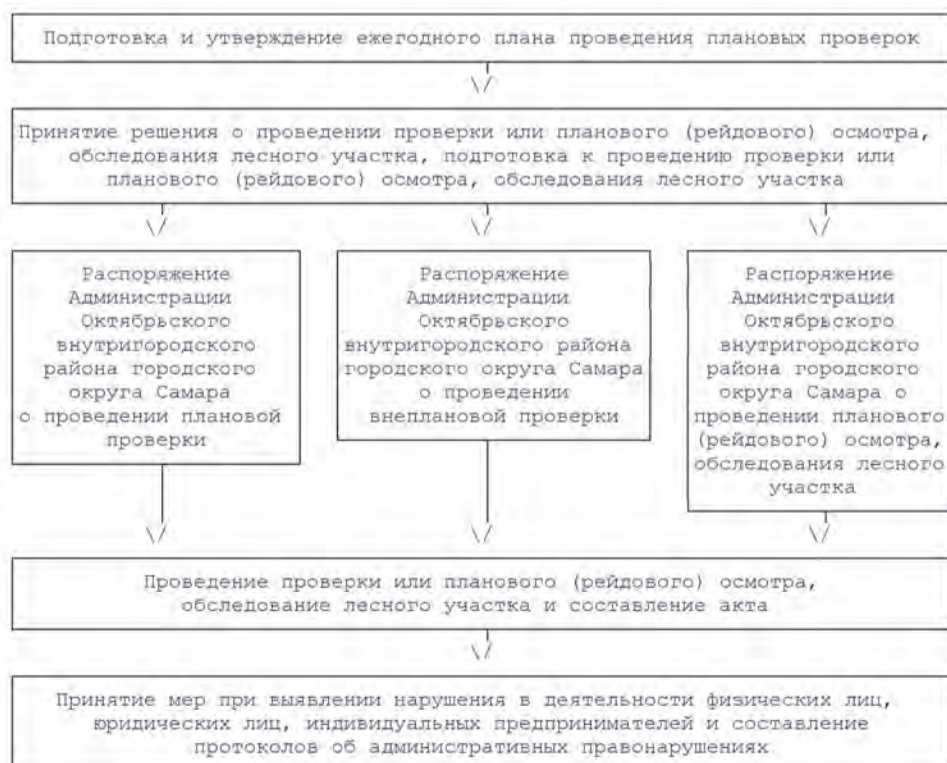 Подготовка и утверждение ежегодного плана проведения плановых проверок
Принятие решения о проведении проверки или планового (рейдового) осмотра,
обследования лесного участка, подготовка к проведению проверки или
планового (рейдового) осмотра, обследования лесного участка
Распоряжение
Администрации
Октябрьского
внутригородского
района городского
округа Самара
о проведении плановой
проверки
Распоряжение
Администрации
Октябрьского
внутригородского района
городского округа Самара
о проведении
внеплановой проверки
Распоряжение
Администрации
Октябрьского
внутригородского
района городского
округа Самара о
проведении планового
(рейдового) осмотра,
обследования лесного
участка
Проведение проверки или планового (рейдового) осмотра,
обследование лесного участка и составление акта
Принятие мер при выявлении нарушения в деятельности физических лиц,
юридических лиц, индивидуальных предпринимателей и составление
протоколов об административных правонарушениях